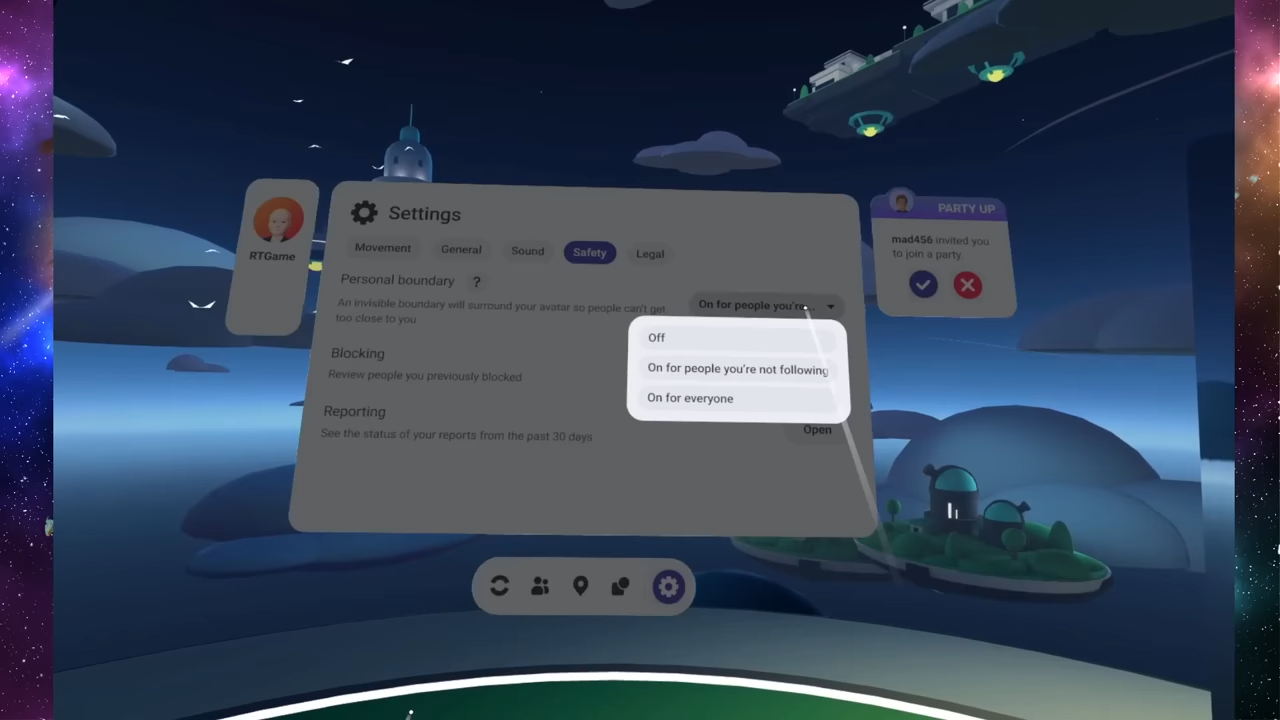 RTGame
Settings
Movement
General
Sound
Safety
Legal
Personal boundary ?
An invisible boundary will surround your avatar so people can't get
too close to you
On for people you're...
Off
On for people you're not following
On for everyone
Blocking
Review people you previously blocked
Reporting
See the status of your reports from the past 30 days
Open
PARTY UP
mad456 invited you
to join a party.